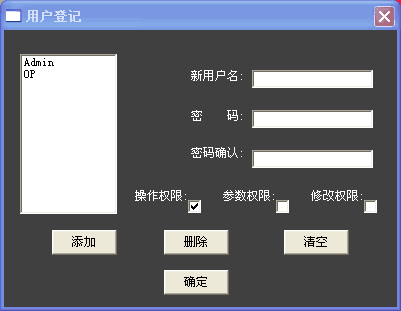 用户登记
Admin
OP
新用户名:
密　码:
密码确认:
操作权限: 参数权限: 修改权限:
添加 删除 清空
确定